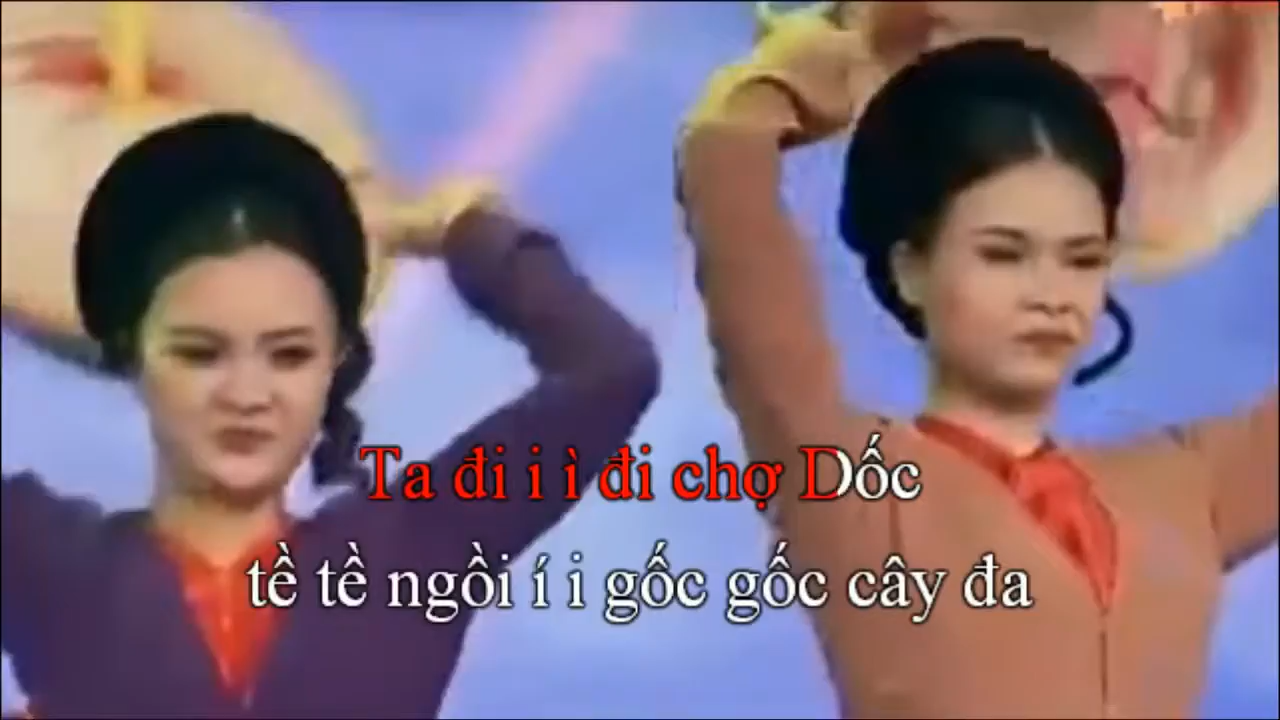 Ta đi i ì đi chợ Dốc
tề tề ngồi í i gốc gốc cây đa